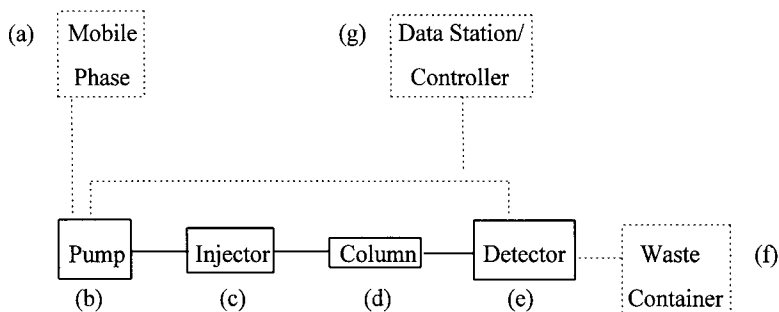 (a) Mobile Phase
(g) Data Station/ Controller
Pump
Injector
Column
Detector
Waste Container
(f)
(b)
(c)
(d)
(e)